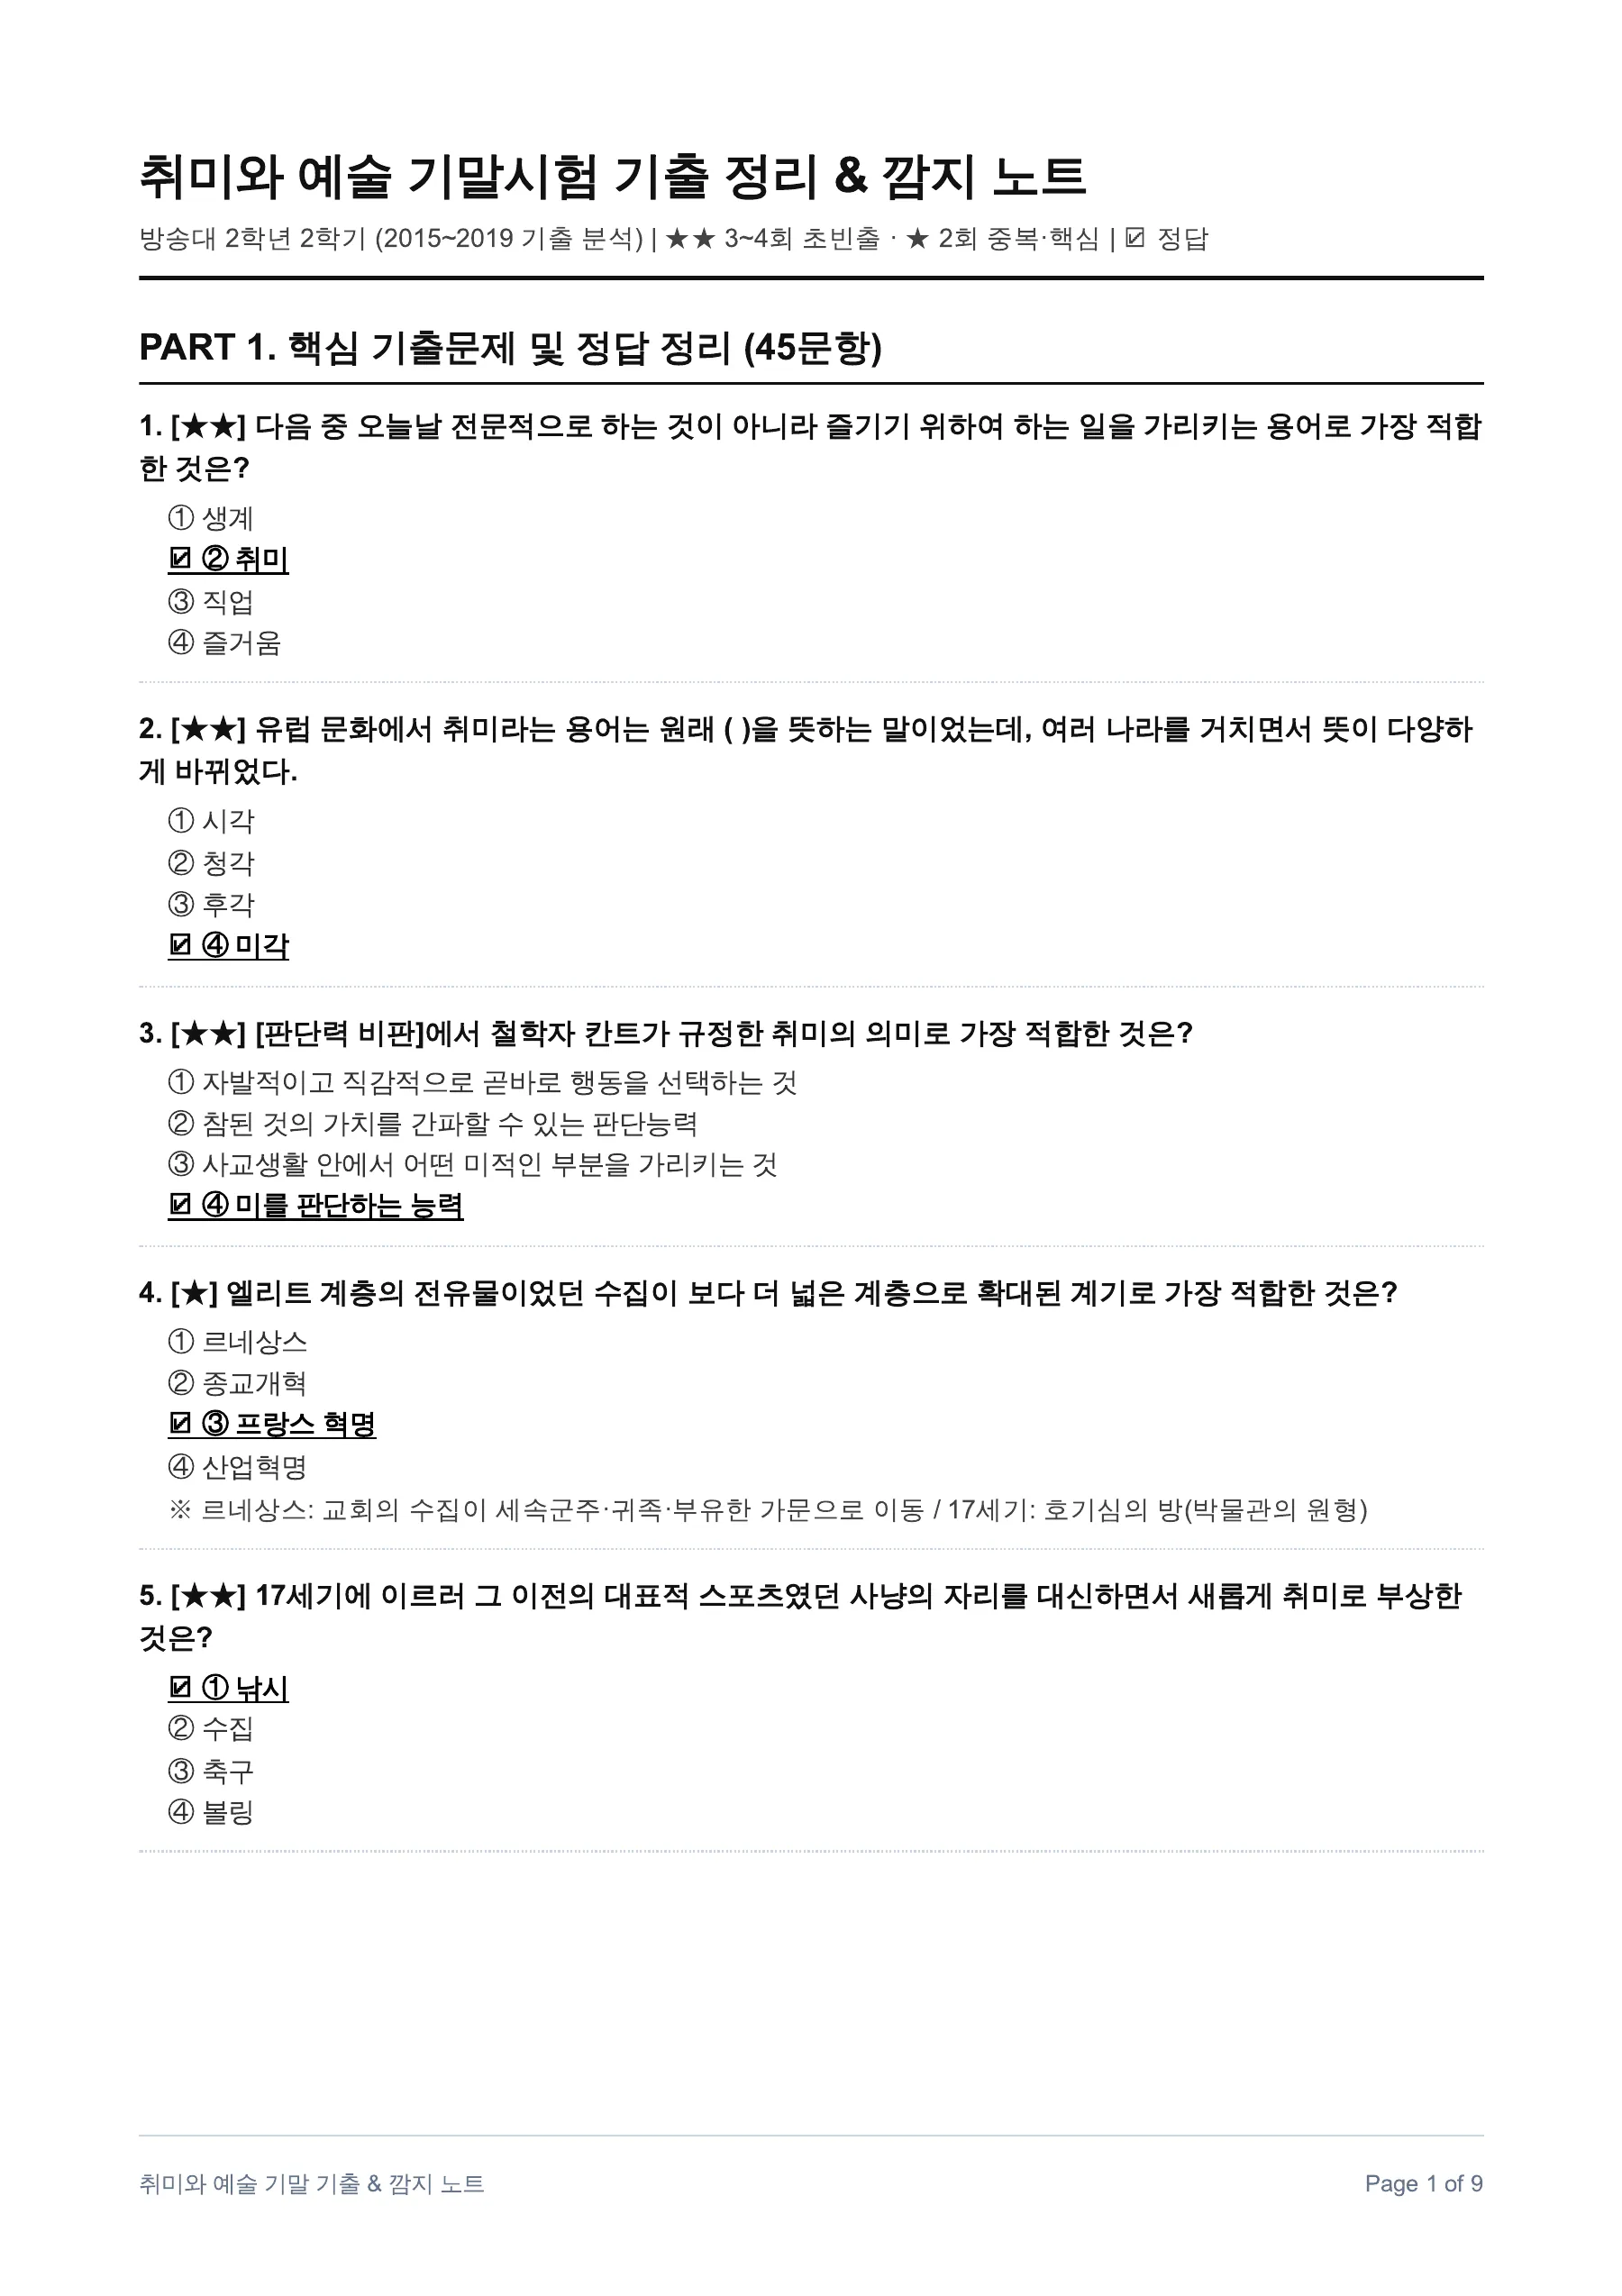 취미와 예술 기말시험 기출 정리 & 깜지 노트
방송대 2학년 2학기 (2015~2019 기출 분석) | ★★ 3~4회 초빈출 · ★ 2회 중복·핵심 | ☑ 정답
PART 1. 핵심 기출문제 및 정답 정리 (45문항)
1. [★★] 다음 중 오늘날 전문적으로 하는 것이 아니라 즐기기 위하여 하는 일을 가리키는 용어로 가장 적합
한 것은?
① 생계
☑ ② 취미
③ 직업
④ 즐거움
2. [★★] 유럽 문화에서 취미라는 용어는 원래 ( )을 뜻하는 말이었는데, 여러 나라를 거치면서 뜻이 다양하
게 바뀌었다.
① 시각
② 청각
③ 후각
☑ ④ 미각
3. [★★] [판단력 비판]에서 철학자 칸트가 규정한 취미의 의미로 가장 적합한 것은?
① 자발적이고 직감적으로 곧바로 행동을 선택하는 것
② 참된 것의 가치를 간파할 수 있는 판단능력
③ 사교생활 안에서 어떤 미적인 부분을 가리키는 것
☑ ④ 미를 판단하는 능력
4. [★] 엘리트 계층의 전유물이었던 수집이 보다 더 넓은 계층으로 확대된 계기로 가장 적합한 것은?
① 르네상스
② 종교개혁
☑ ③ 프랑스 혁명
④ 산업혁명
※ 르네상스: 교회의 수집이 세속군주·귀족·부유한 가문으로 이동 / 17세기: 호기심의 방(박물관의 원형)
5. [★★] 17세기에 이르러 그 이전의 대표적 스포츠였던 사냥의 자리를 대신하면서 새롭게 취미로 부상한
것은?
☑ ① 낚시
② 수집
③ 축구
④ 볼링
취미와 예술 기말 기출 & 깜지 노트
Page 1 of 9